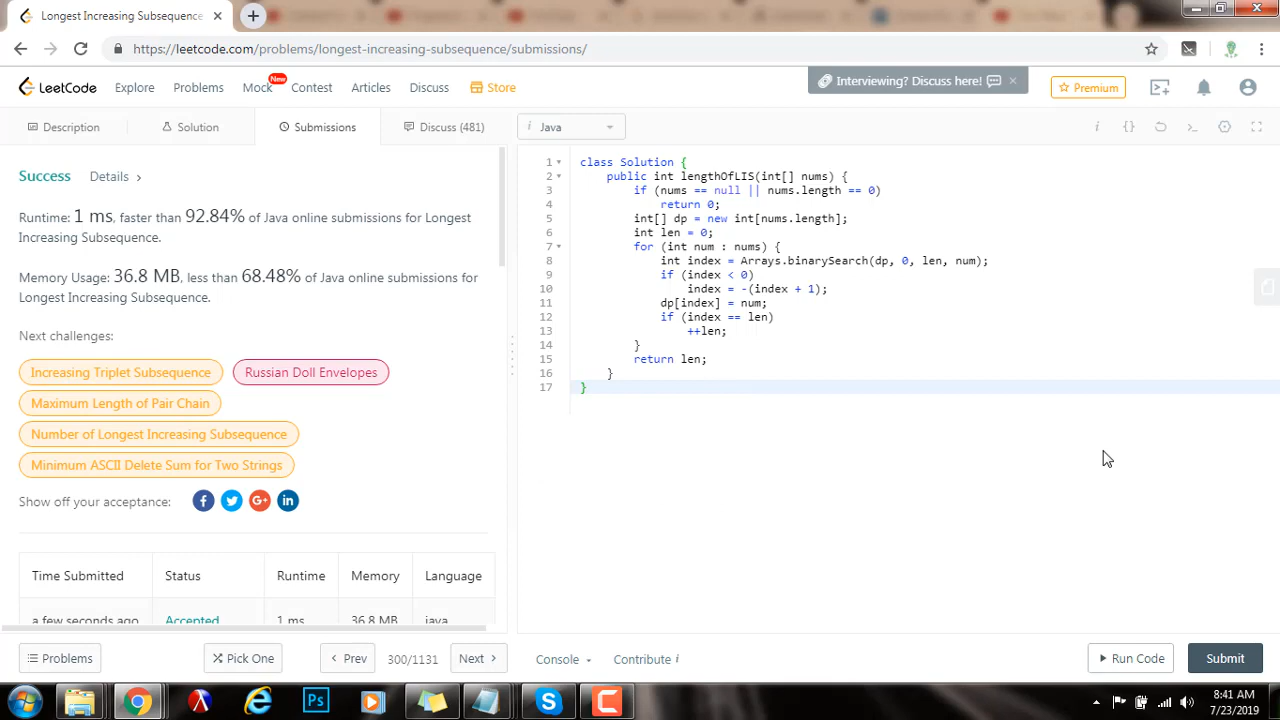 Longest Increasing Subsequence
https://leetcode.com/problems/longest-increasing-subsequence/submissions/
LeetCode
Explore
Problems
Mock
New
Contest
Articles
Discuss
Store
Interviewing? Discuss here!
Premium
Description
Solution
Submissions
Discuss (481)
i Java
Success
Details
Runtime: 1 ms, faster than 92.84% of Java online submissions for Longest
Increasing Subsequence.
Memory Usage: 36.8 MB, less than 68.48% of Java online submissions for
Longest Increasing Subsequence.
Next challenges:
Increasing Triplet Subsequence
Russian Doll Envelopes
Maximum Length of Pair Chain
Number of Longest Increasing Subsequence
Minimum ASCII Delete Sum for Two Strings
Show off your acceptance:
Time Submitted
Status
Runtime
Memory
Language
a few seconds ago
Accepted
1 ms
36.8 MB
java
1 class Solution {
2 public int lengthOfLIS(int[] nums) {
3 if (nums == null || nums.length == 0)
4 return 0;
5 int[] dp = new int[nums.length];
6 int len = 0;
7 for (int num : nums) {
8 int index = Arrays.binarySearch(dp, 0, len, num);
9 if (index < 0)
10 index = -(index + 1);
11 dp[index] = num;
12 if (index == len)
13 ++len;
14 }
15 return len;
16 }
17 }
Problems
Pick One
Prev
300/1131
Next
Console
Contribute i
Run Code
Submit
8:41 AM
7/23/2019